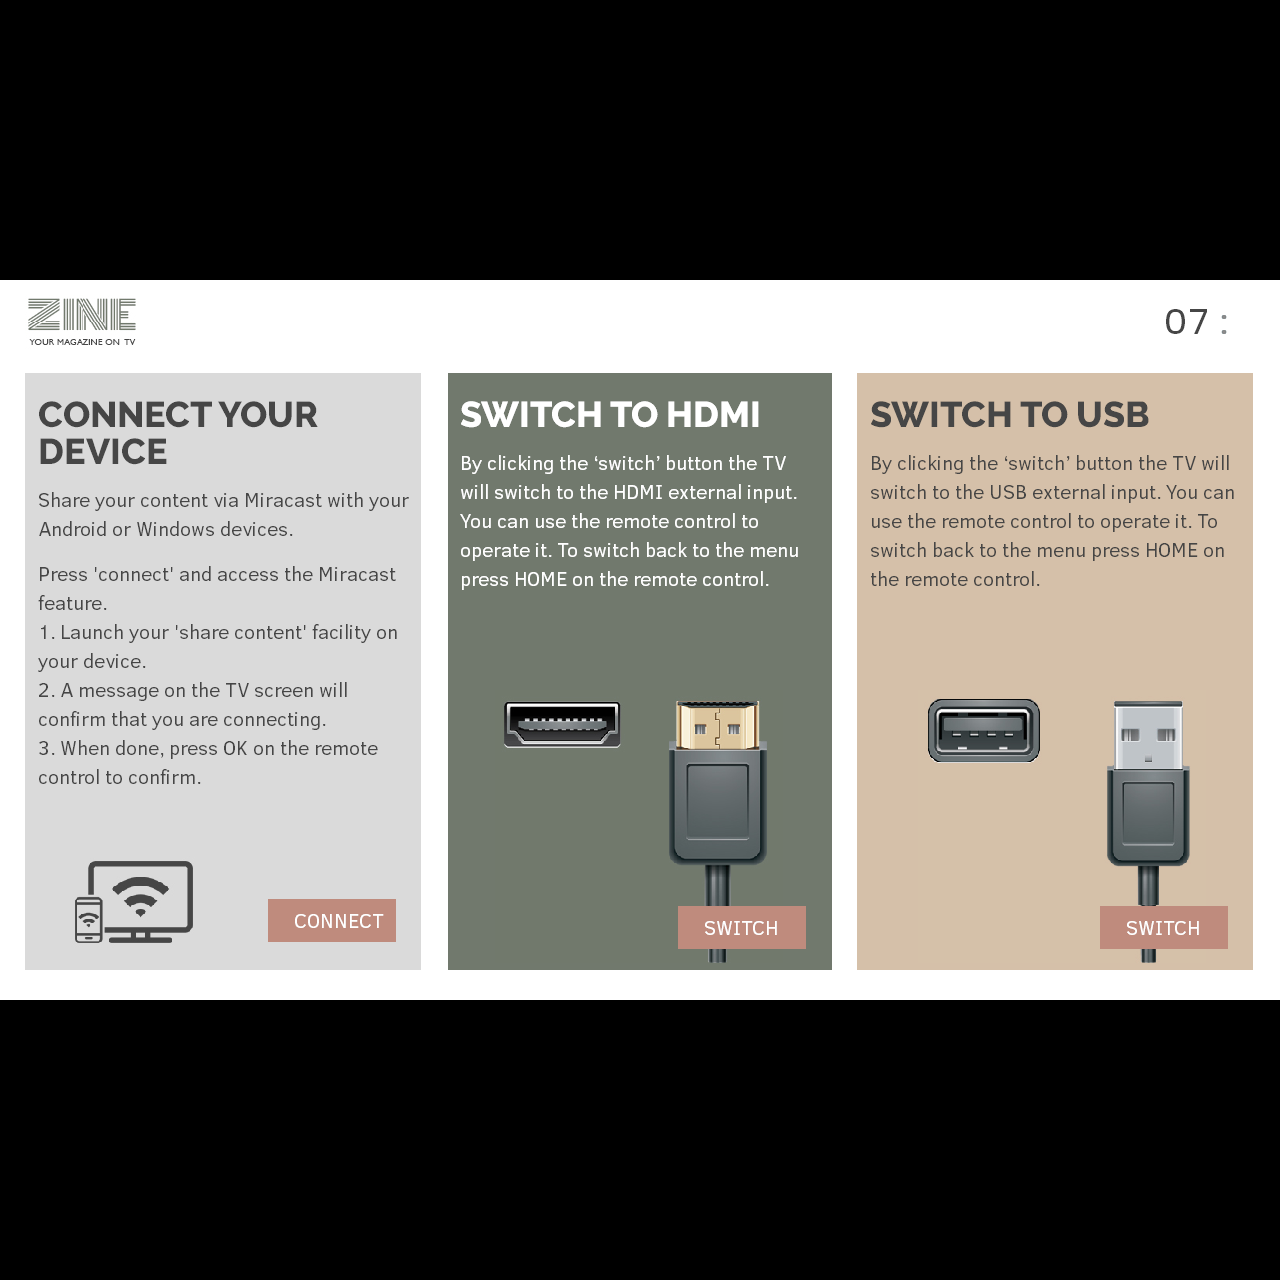 ZINE
YOUR MAGAZINE ON TV
07 :
CONNECT YOUR
DEVICE
Share your content via Miracast with your
Android or Windows devices.
Press 'connect' and access the Miracast
feature.
1. Launch your 'share content' facility on
your device.
2. A message on the TV screen will
confirm that you are connecting.
3. When done, press OK on the remote
control to confirm.
CONNECT
SWITCH TO HDMI
By clicking the ‘switch’ button the TV
will switch to the HDMI external input.
You can use the remote control to
operate it. To switch back to the menu
press HOME on the remote control.
SWITCH
SWITCH TO USB
By clicking the ‘switch’ button the TV will
switch to the USB external input. You can
use the remote control to operate it. To
switch back to the menu press HOME on
the remote control.
SWITCH